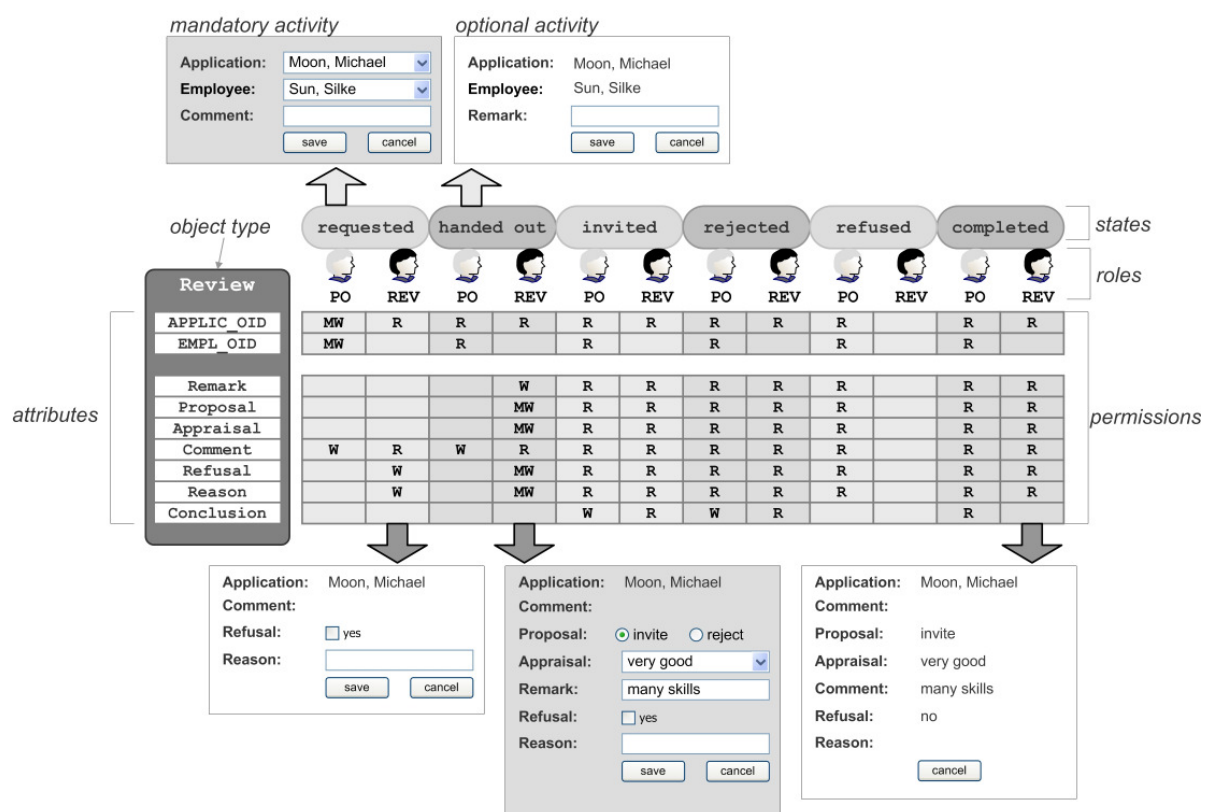 mandatory activity
optional activity
Application: Moon, Michael
Employee: Sun, Silke
Comment:
save cancel
Application: Moon, Michael
Employee: Sun, Silke
Remark:
save cancel
object type
requested handed out invited rejected refused completed
states
roles
Review
PO REV PO REV PO REV PO REV PO REV PO REV
APPLIC_OID MW R R R R R R R R R R
EMPL_OID MW R R R R R
attributes
permissions
Remark W R R R R R R R
Proposal MW R R R R R R R
Appraisal MW R R R R R R R
Comment W R W R R R R R R R R
Refusal W MW R R R R R R R
Reason W MW R R R R R R R
Conclusion W R W R R
Application: Moon, Michael
Comment:
Refusal: yes
Reason:
save cancel
Application: Moon, Michael
Comment:
Proposal: invite reject
Appraisal: very good
Remark: many skills
Refusal: yes
Reason:
save cancel
Application: Moon, Michael
Comment:
Proposal: invite
Appraisal: very good
Comment: many skills
Refusal: no
Reason:
cancel